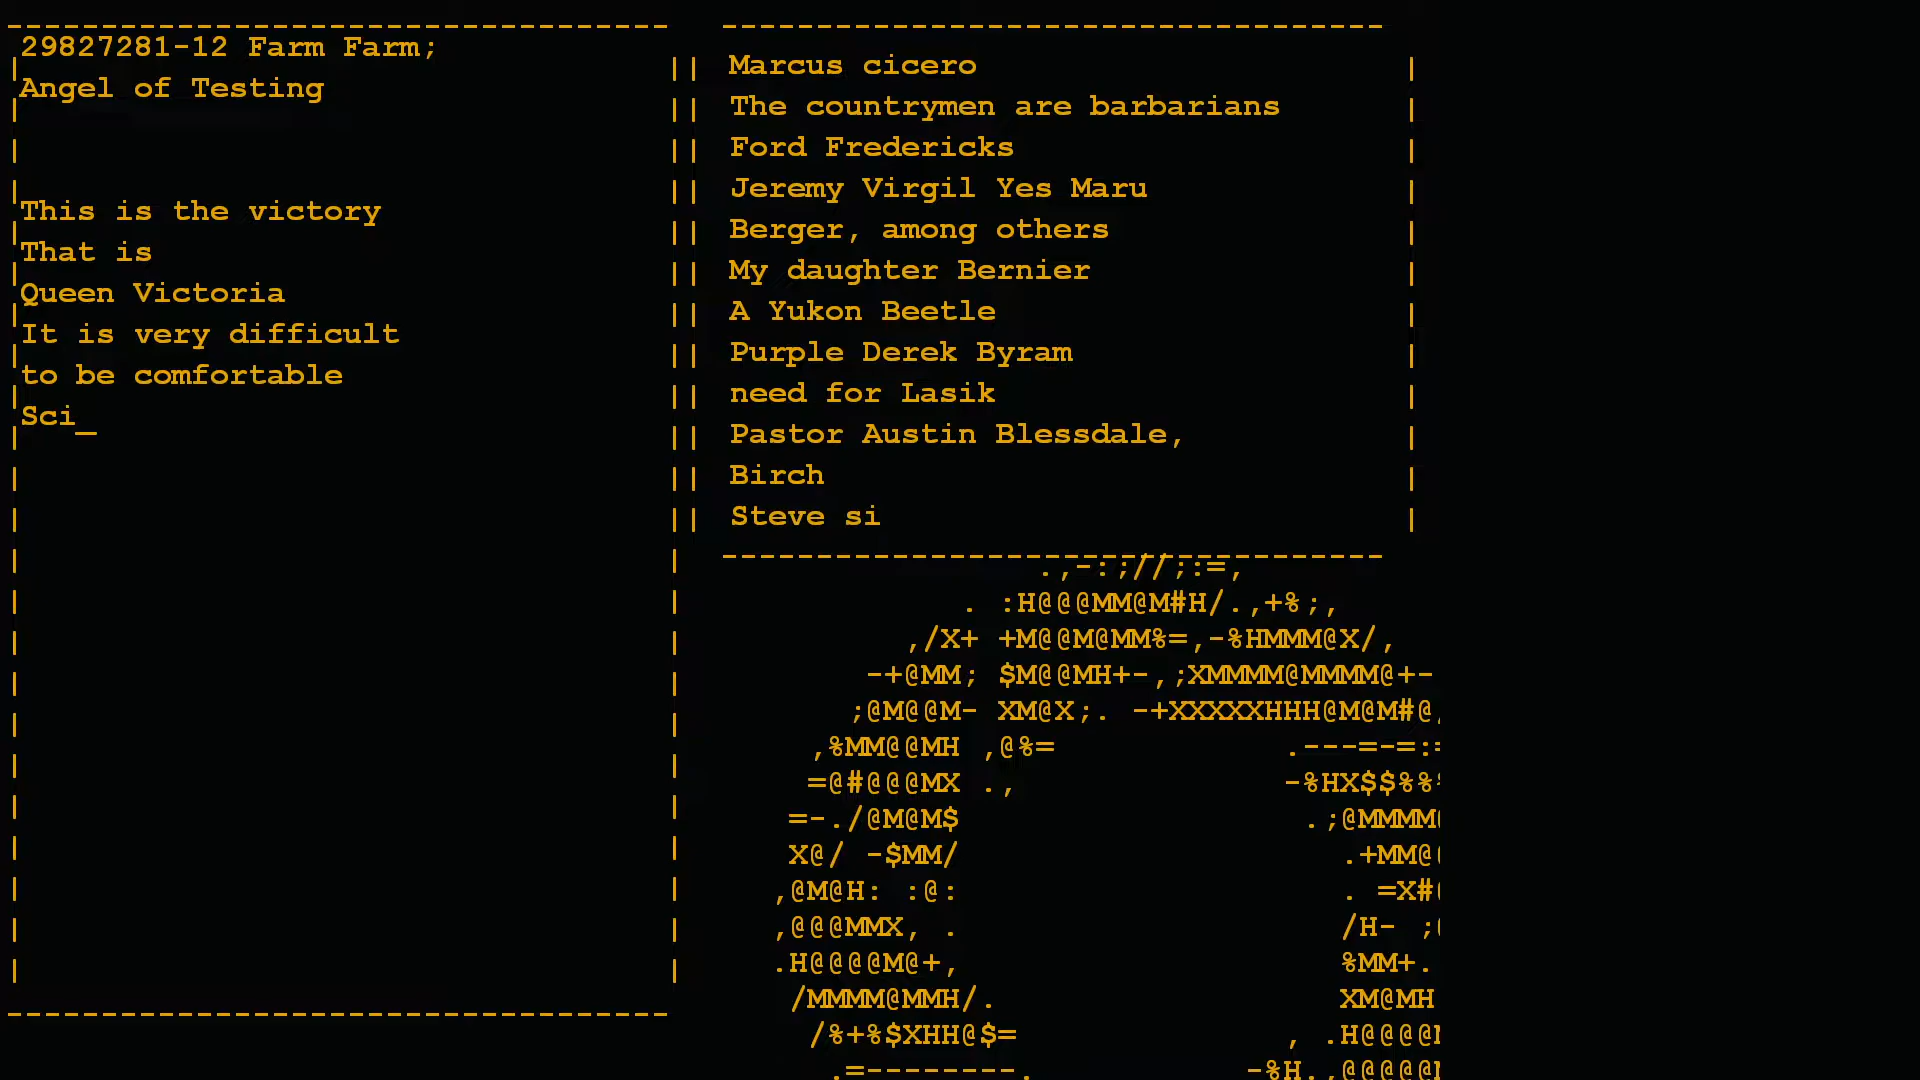 29827281-12 Farm Farm;
Angel of Testing
This is the victory
That is
Queen Victoria
It is very difficult
to be comfortable
Sci_
Marcus cicero
The countrymen are barbarians
Ford Fredericks
Jeremy Virgil Yes Maru
Berger, among others
My daughter Bernier
A Yukon Beetle
Purple Derek Byram
need for Lasik
Pastor Austin Blessdale,
Birch
Steve si